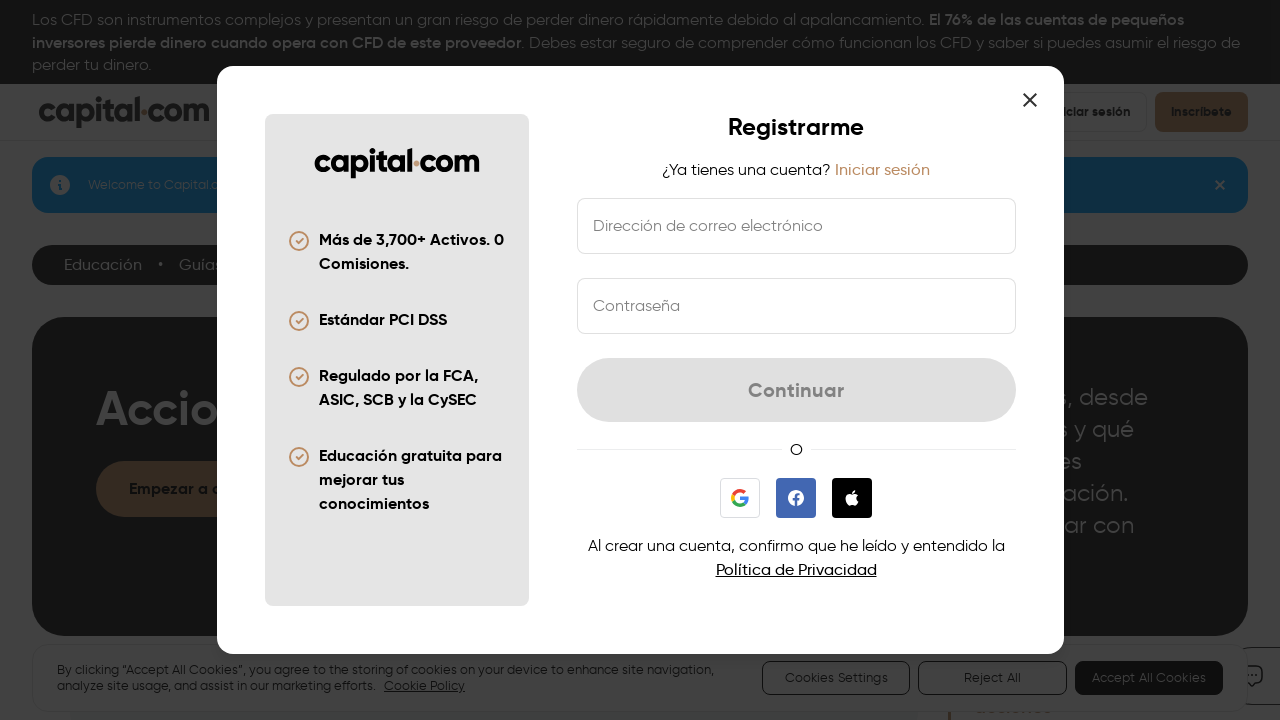 Los CFD son instrumentos complejos y presentan un gran riesgo de perder dinero rápidamente debido al apalancamiento. El 76% de las cuentas de pequeños
inversores pierde dinero cuando opera con CFD de este proveedor. Debes estar seguro de comprender cómo funcionan los CFD y saber si puedes asumir el riesgo de
perder tu dinero.
capital.com
ciar sesión
Inscríbete
Welcome to Capital.c
Educación • Guías
Accio
Empezar a
s, desde
s y qué
es
ación.
ar con
capital.com
Más de 3,700+ Activos. 0
Comisiones.
Estándar PCI DSS
Regulado por la FCA,
ASIC, SCB y la CySEC
Educación gratuita para
mejorar tus
conocimientos
Registrarme
¿Ya tienes una cuenta? Iniciar sesión
Dirección de correo electrónico
Contraseña
Continuar
O
Al crear una cuenta, confirmo que he leído y entendido la
Política de Privacidad
By clicking “Accept All Cookies”, you agree to the storing of cookies on your device to enhance site navigation,
analyze site usage, and assist in our marketing efforts. Cookie Policy
Cookies Settings
Reject All
Accept All Cookies